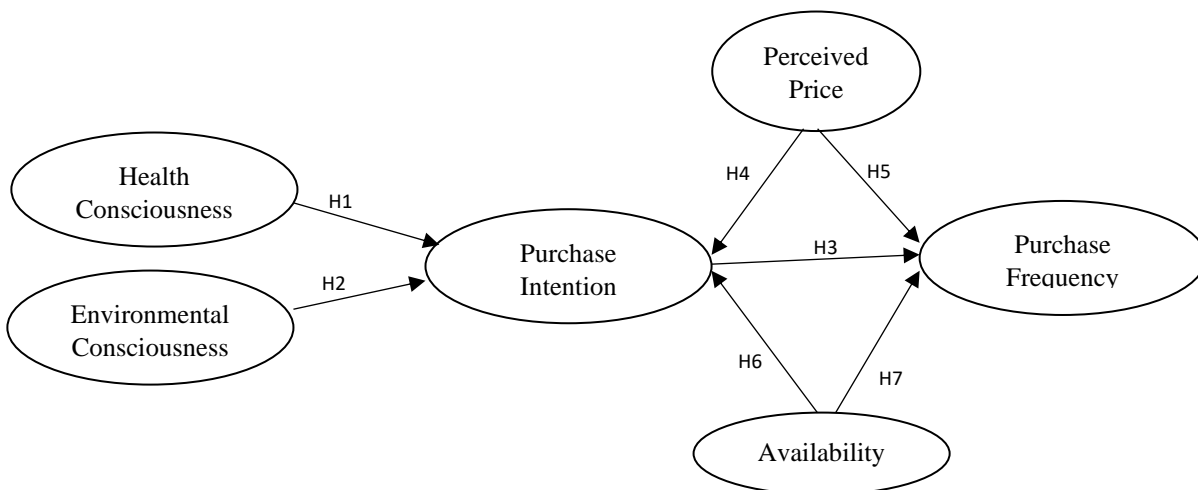 Perceived
Price
Health
Consciousness
H1
H4
H5
Purchase
Intention
H3
Purchase
Frequency
Environmental
Consciousness
H2
H6
H7
Availability